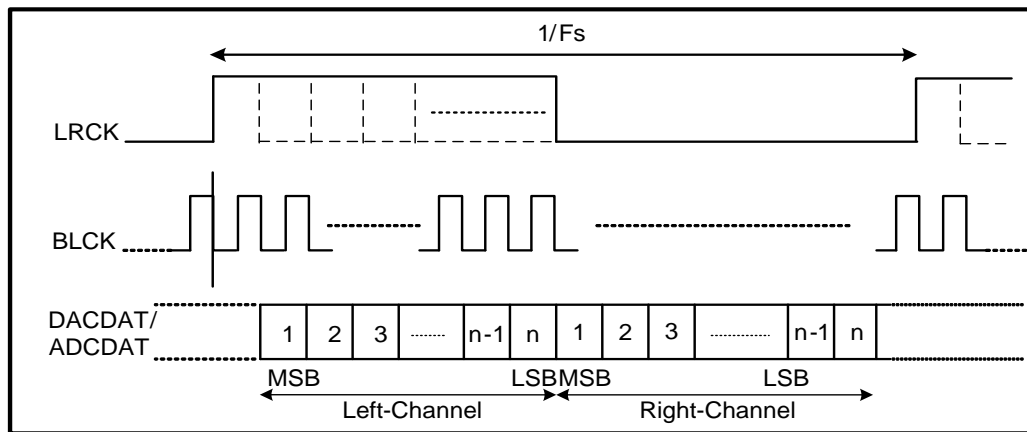 1/Fs
LRCK
BLCK
DACDAT/
ADCDAT
1 2 3 n-1 n 1 2 3 n-1 n
MSB LSB MSB LSB
Left-Channel Right-Channel